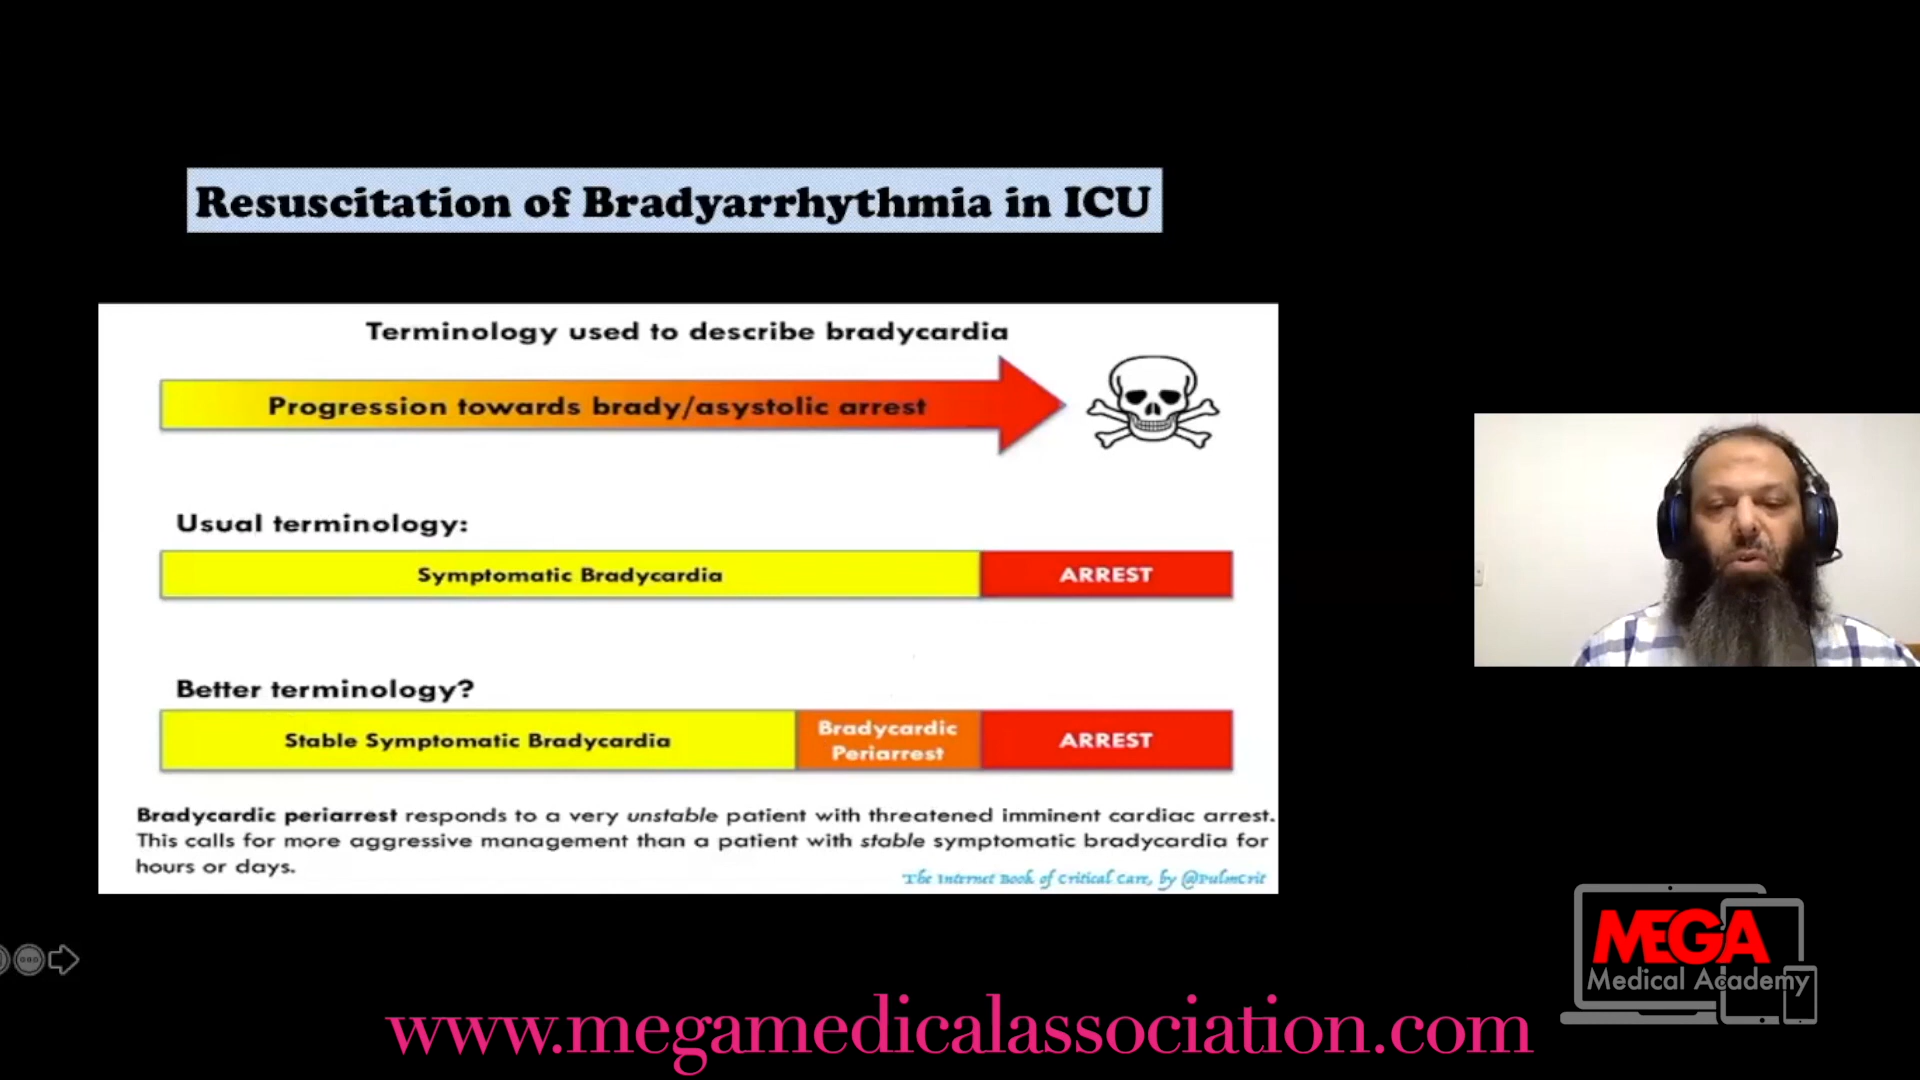 Resuscitation of Bradyarrhythmia in ICU
Terminology used to describe bradycardia
Progression towards brady/asystolic arrest
Usual terminology:
Symptomatic Bradycardia
ARREST
Better terminology?
Stable Symptomatic Bradycardia
Bradycardic
Periarrest
ARREST
Bradycardic periarrest responds to a very unstable patient with threatened imminent cardiac arrest.
This calls for more aggressive management than a patient with stable symptomatic bradycardia for
hours or days.
The Internet Book of Critical Care, by @PulmCrit
MEGA
Medical Academy
www.megamedicalassociation.com